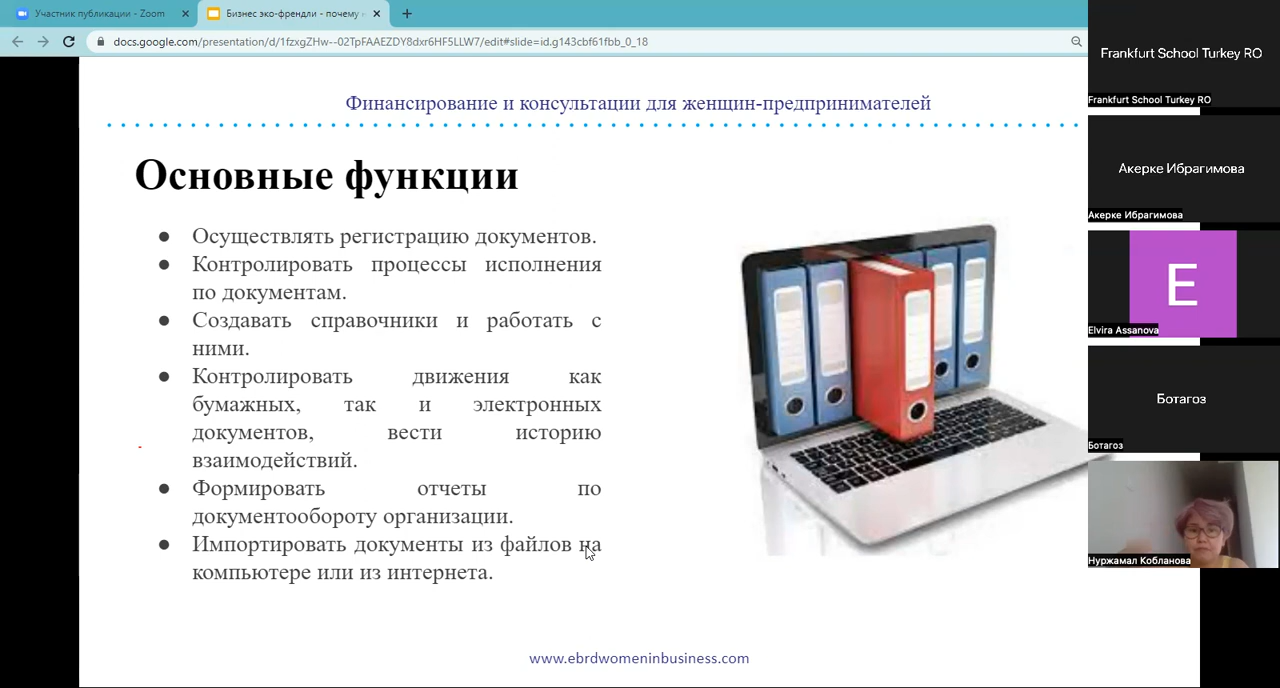 Участник публикации - Zoom
Бизнес эко-френдли - почему
docs.google.com/presentation/d/1fzxgZHw--02TpFAAEZDY8dxr6HF5LLW7/edit#slide=id.g143cbf61fbb_0_18
Финансирование и консультации для женщин-предпринимателей
Основные функции
● Осуществлять регистрацию документов.
● Контролировать процессы исполнения
по документам.
● Создавать справочники и работать с
ними.
● Контролировать движения как
бумажных, так и электронных
документов, вести историю
взаимодействий.
● Формировать отчеты по
документообороту организации.
● Импортировать документы из файлов на
компьютере или из интернета.
www.ebrdwomeninbusiness.com
Frankfurt School Turkey RO
Frankfurt School Turkey RO
Акерке Ибрагимова
Акерке Ибрагимова
E
Elvira Assanova
Ботагоз
Ботагоз
Нуржамал Кобланова